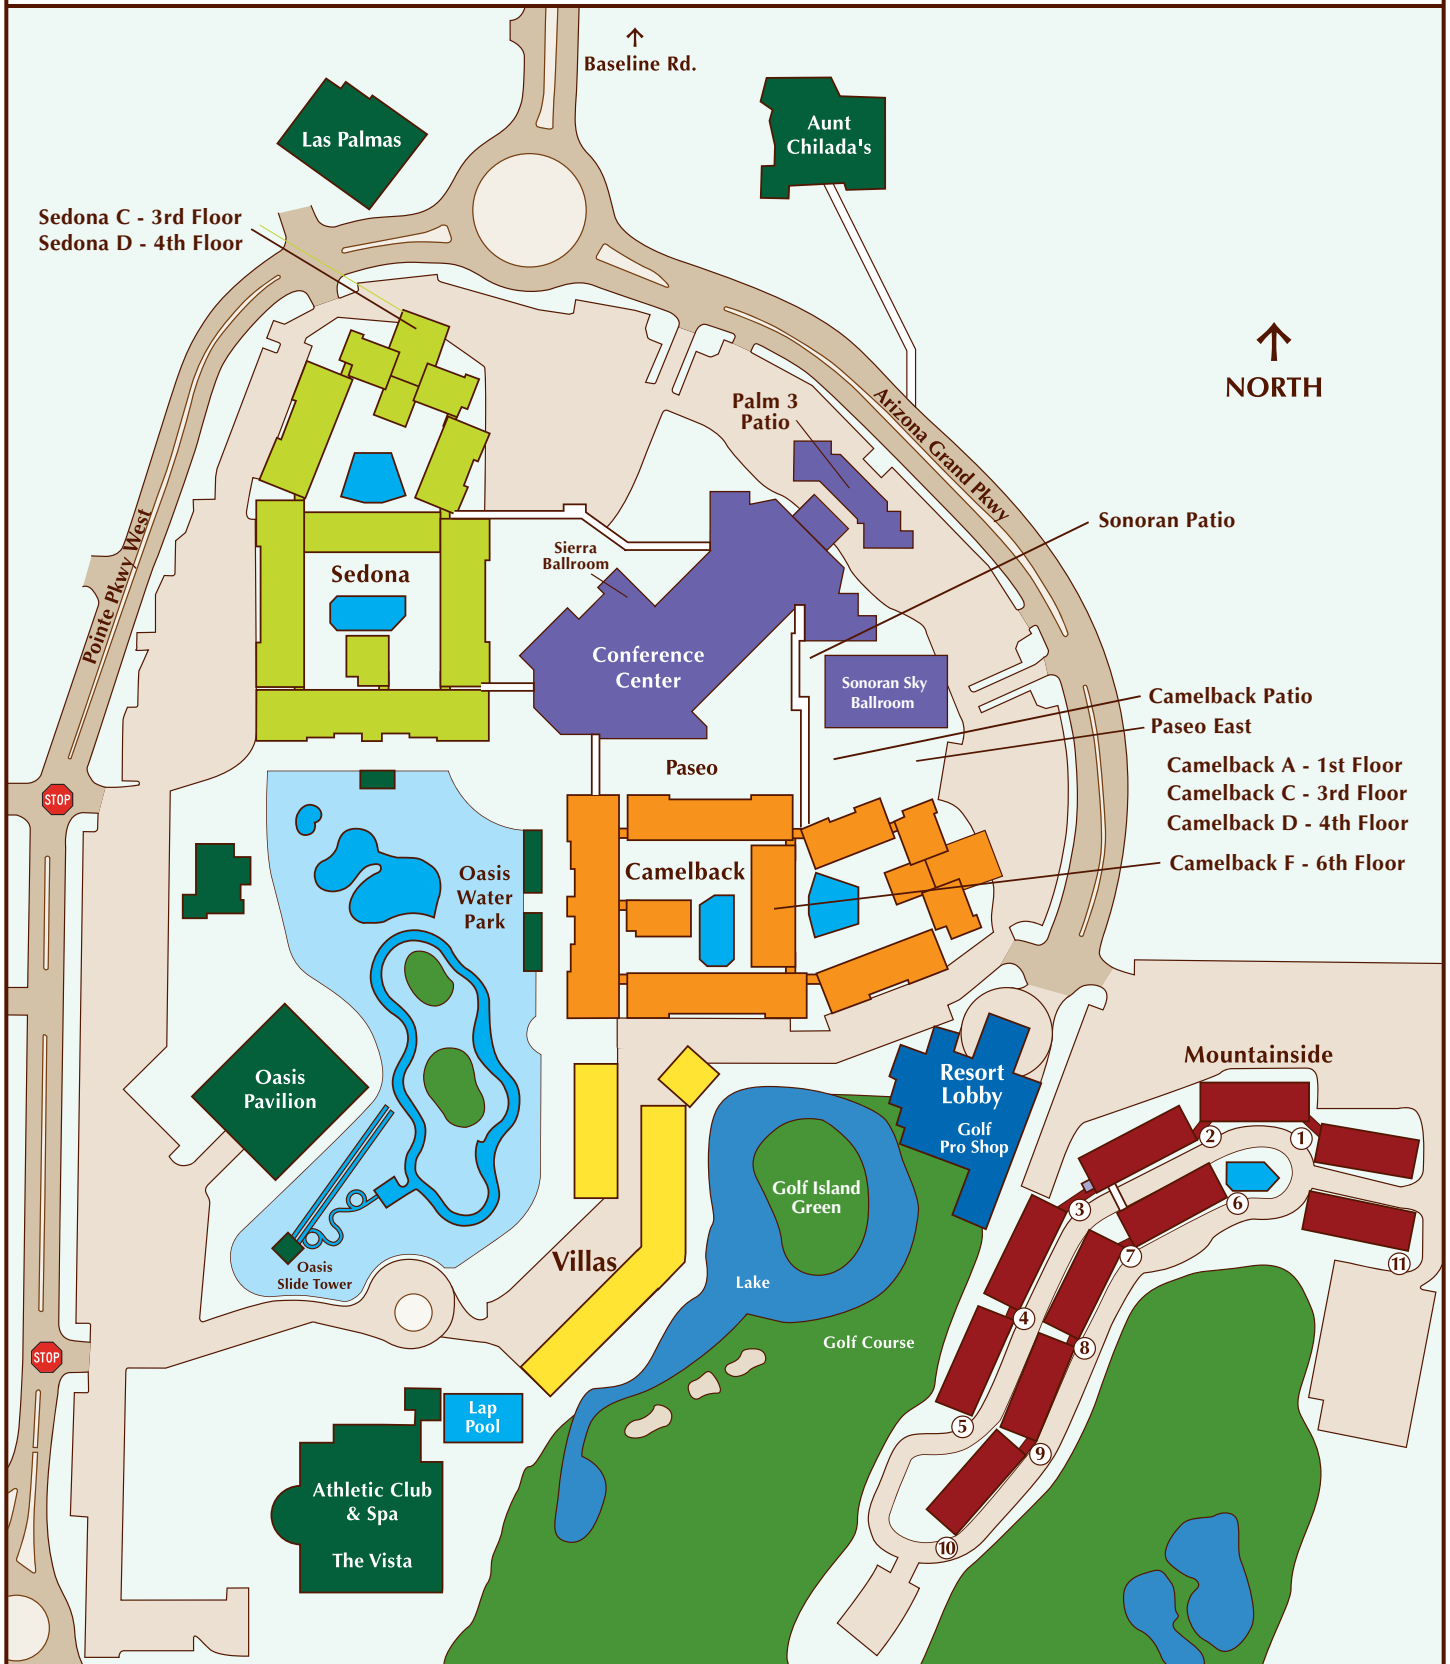 Baseline Rd.
Las Palmas
Aunt
Chilada's
Sedona C - 3rd Floor
Sedona D - 4th Floor
NORTH
Palm 3
Patio
Arizona Grand Pkwy
Pointe Pkwy West
Sonoran Patio
Sierra
Ballroom
Sedona
Conference
Center
Sonoran Sky
Ballroom
Camelback Patio
Paseo East
Paseo
Camelback A - 1st Floor
Camelback C - 3rd Floor
Camelback D - 4th Floor
Camelback F - 6th Floor
STOP
Oasis
Water
Park
Camelback
Oasis
Pavilion
Resort
Lobby
Golf
Pro Shop
Mountainside
1
2
3
4
5
6
7
8
9
10
11
Golf Island
Green
Villas
Oasis
Slide Tower
Lake
Golf Course
STOP
Lap
Pool
Athletic Club
& Spa
The Vista